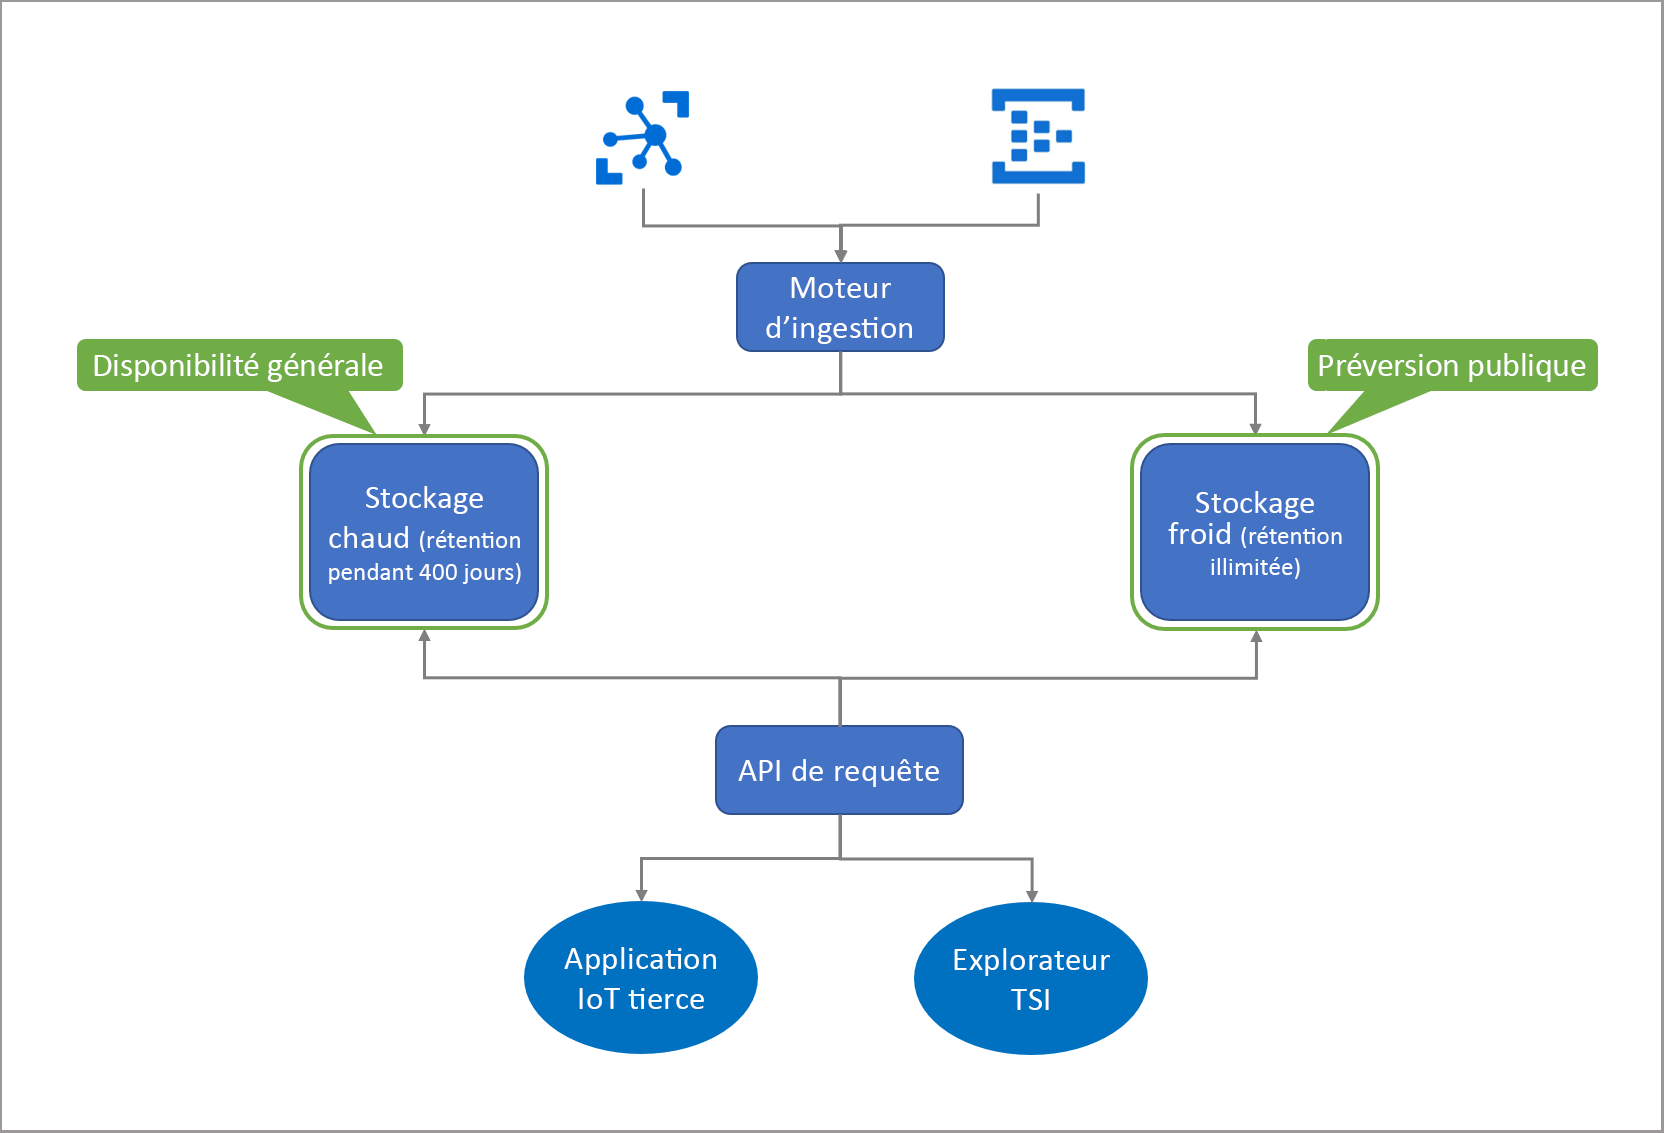 Moteur
d’ingestion
Disponibilité générale
Préversion publique
Stockage
chaud (rétention
pendant 400 jours)
Stockage
froid (rétention
illimitée)
API de requête
Application
IoT tierce
Explorateur
TSI